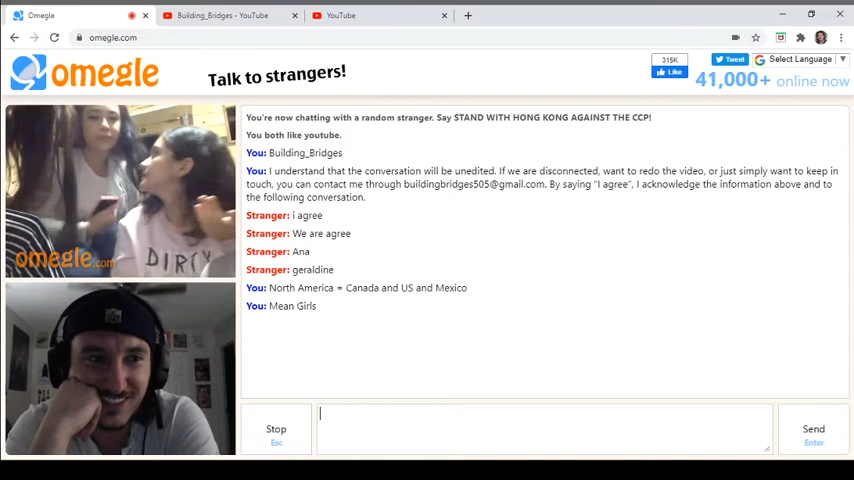 Omegle
Building_Bridges - YouTube
YouTube
omegle.com
omegle
Talk to strangers!
315K
Like
Tweet
Select Language
41,000+ online now
You're now chatting with a random stranger. Say STAND WITH HONG KONG AGAINST THE CCP!
You both like youtube.
You: Building_Bridges
You: I understand that the conversation will be unedited. If we are disconnected, want to redo the video, or just simply want to keep in
touch, you can contact me through buildingbridges505@gmail.com. By saying "I agree", I acknowledge the information above and to
the following conversation.
Stranger: i agree
Stranger: We are agree
Stranger: Ana
Stranger: geraldine
You: North America = Canada and US and Mexico
You: Mean Girls
DIRTY
omegle.com
Stop
Esc
Send
Enter